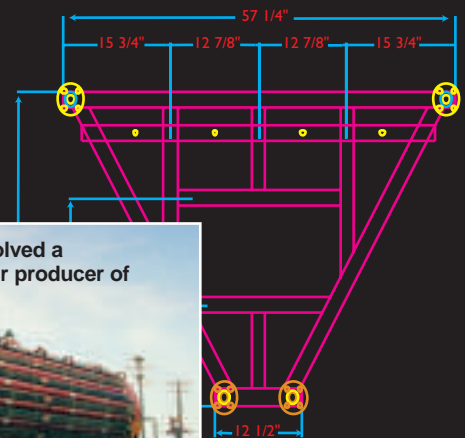 57 1/4"
15 3/4" 12 7/8" 12 7/8" 15 3/4"
olved a
r producer of
12 1/2"